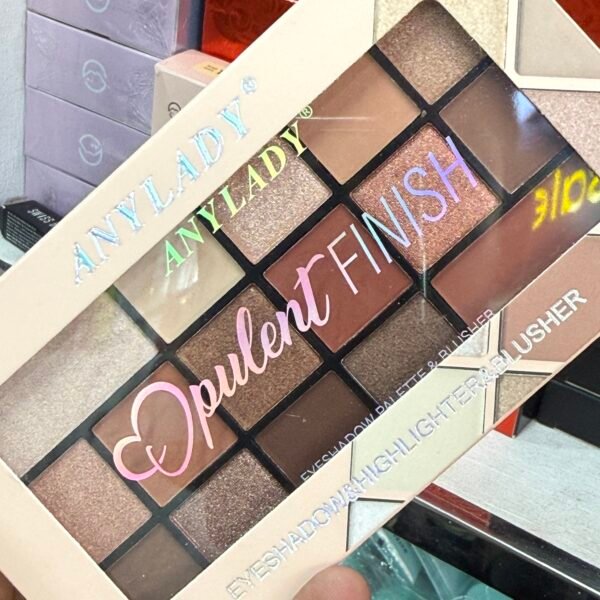 ANYLADY®
ANYLADY®
Opulent FINISH
EYESHADOW PALETTE & BLUSHER
EYESHADOW&HIGHLIGHTER&BLUSHER